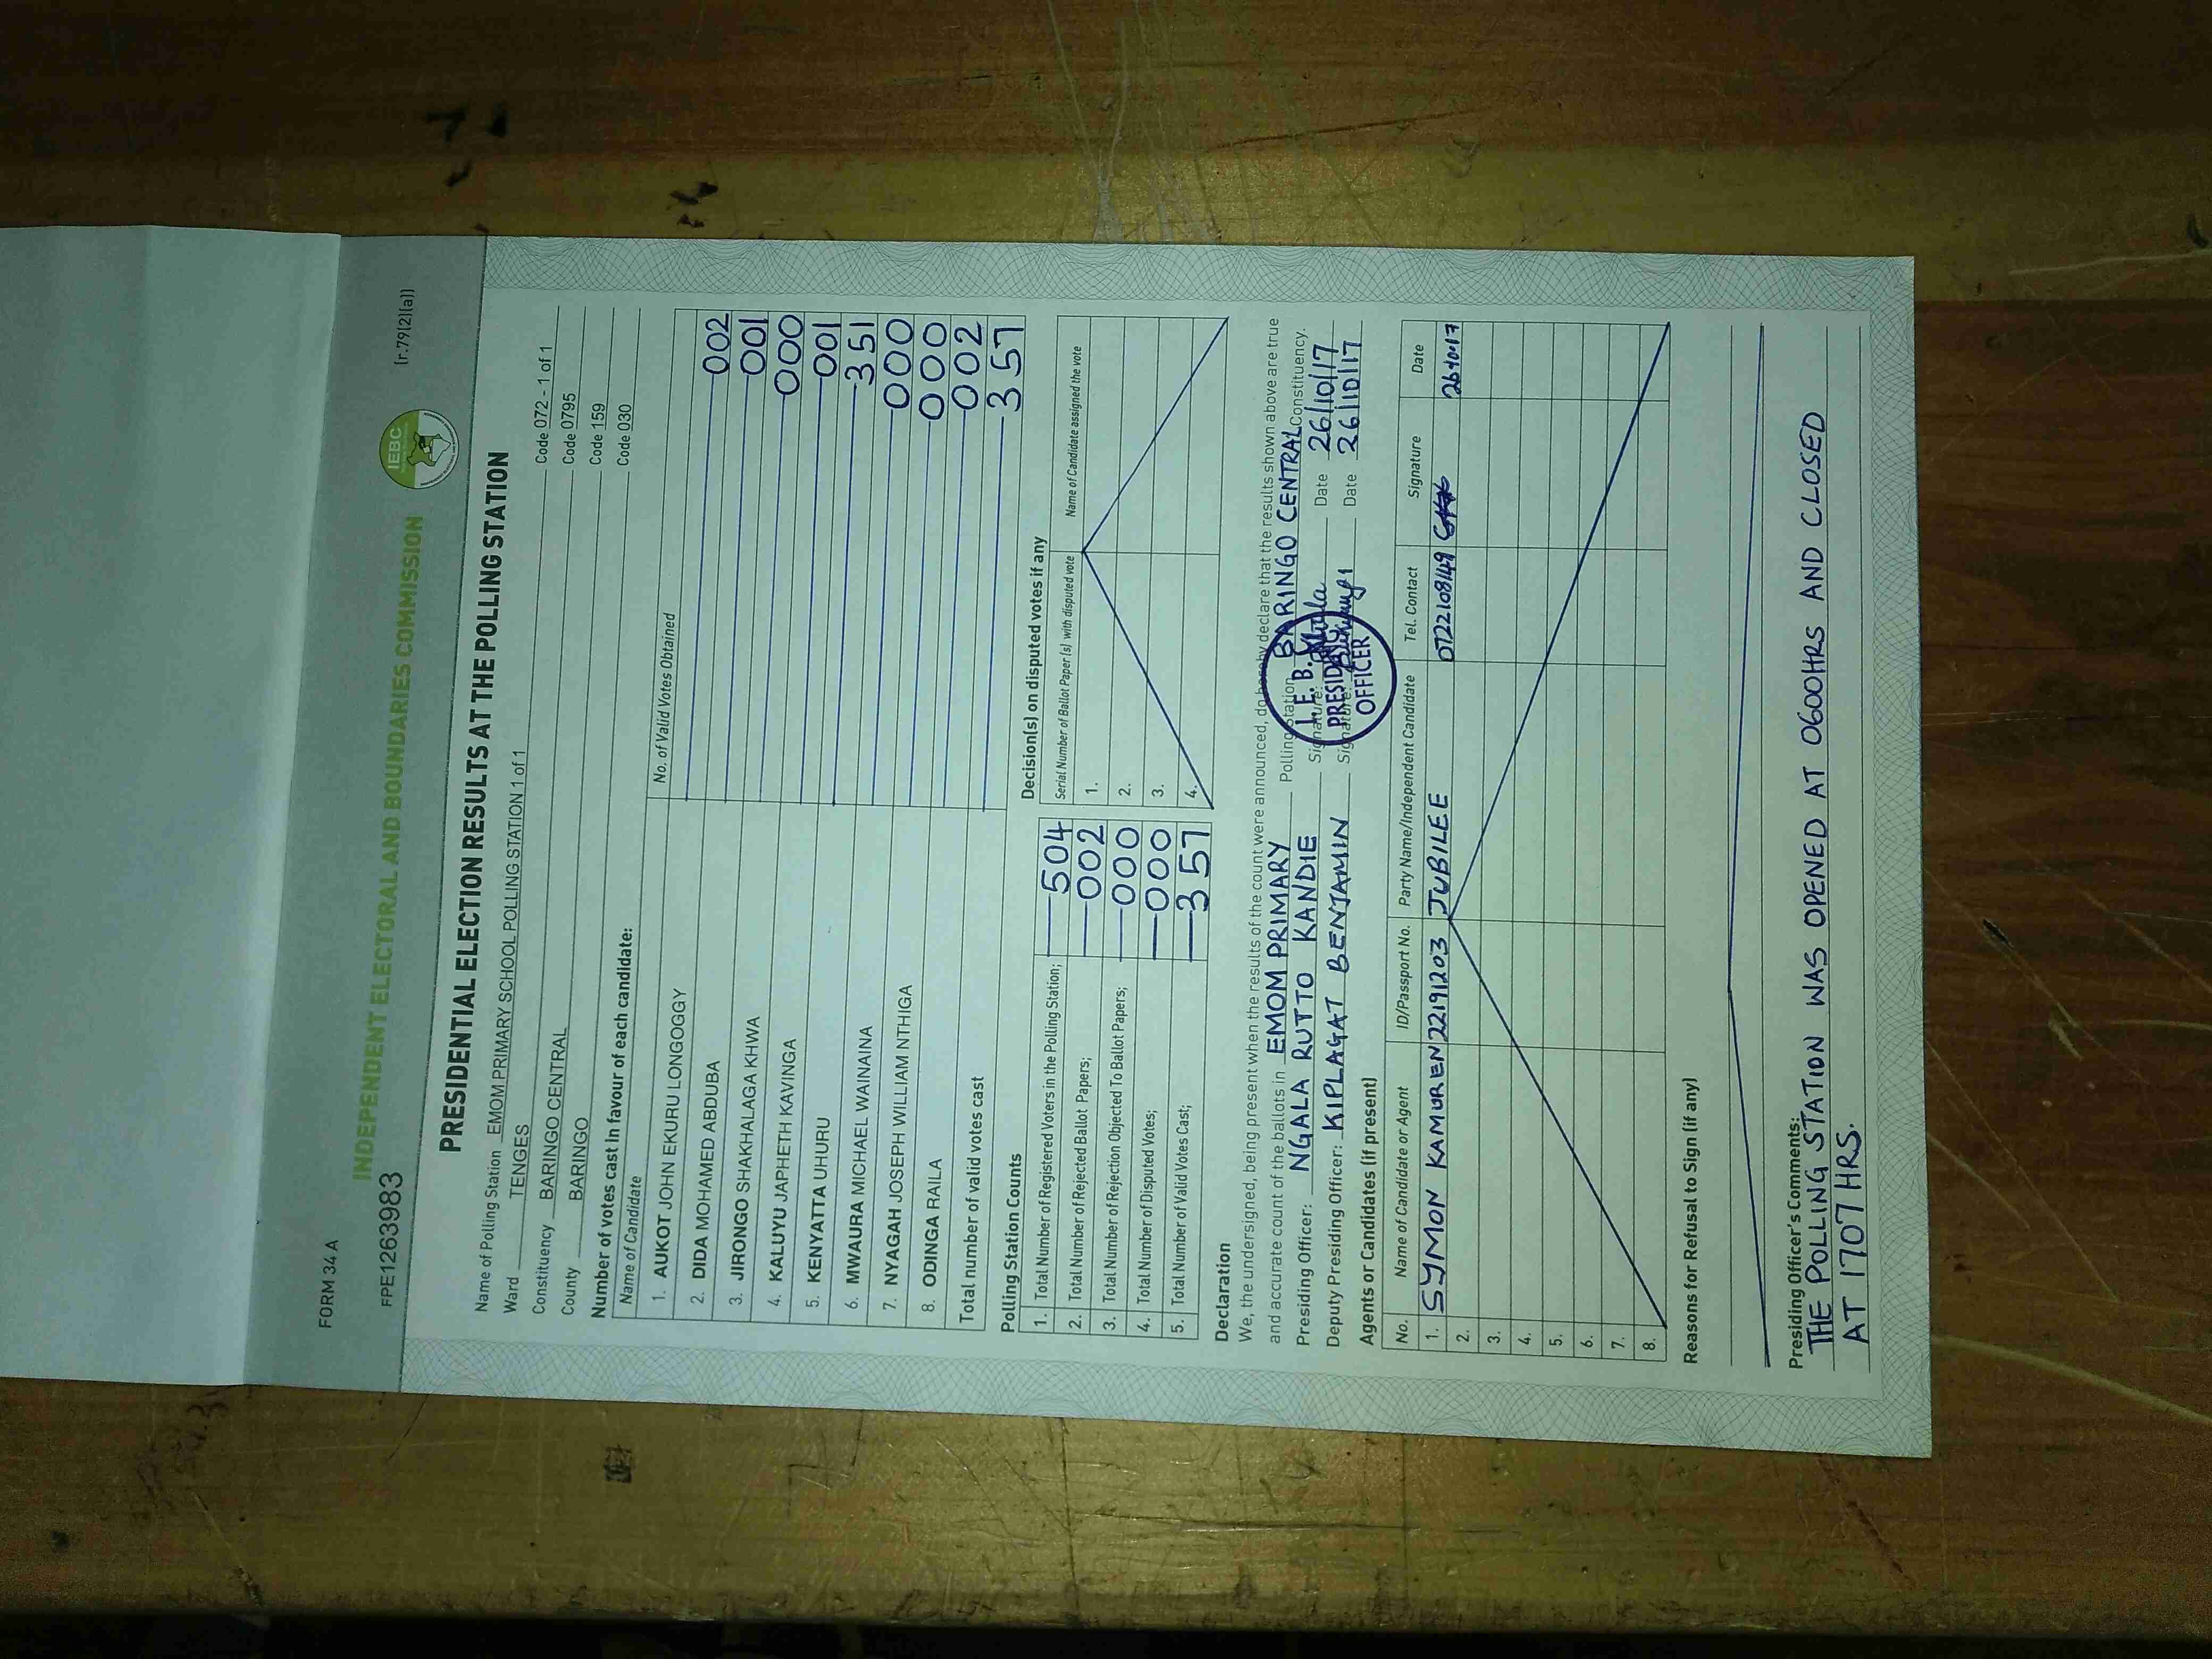 FORM 34 A
INDEPENDENT ELECTORAL AND BOUNDARIES COMMISSION
IEBC
FPE1263983
(r.79(2)(a))
PRESIDENTIAL ELECTION RESULTS AT THE POLLING STATION
Name of Polling Station EMOM PRIMARY SCHOOL POLLING STATION 1 of 1 Code 072 - 1 of 1
Ward TENGES Code 0795
Constituency BARINGO CENTRAL Code 159
County BARINGO Code 030
Number of votes cast in favour of each candidate:
Name of Candidate No. of Valid Votes Obtained
1. AUKOT JOHN EKURU LONGOGGY 002
2. DIDA MOHAMED ABDUBA 001
3. JIRONGO SHAKHALAGA KHWA 000
4. KALUYU JAPHETH KAVINGA 001
5. KENYATTA UHURU 351
6. MWAURA MICHAEL WAINAINA 000
7. NYAGAH JOSEPH WILLIAM NTHIGA 000
8. ODINGA RAILA 002
Total number of valid votes cast 357
Polling Station Counts
1. Total Number of Registered Voters in the Polling Station; 504
2. Total Number of Rejected Ballot Papers; 002
3. Total Number of Rejection Objected To Ballot Papers; 000
4. Total Number of Disputed Votes; 000
5. Total Number of Valid Votes Cast; 357
Decision(s) on disputed votes if any
Serial Number of Ballot Paper(s) with disputed vote Name of Candidate assigned the vote
1.
2.
3.
4.
Declaration
We, the undersigned, being present when the results of the count were announced, do hereby declare that the results shown above are true
and accurate count of the ballots in EMOM PRIMARY Polling Station BARINGO CENTRAL Constituency.
Presiding Officer: NGALA RUTTO KANDIE Signature: Date 26/10/17
Deputy Presiding Officer: KIPLAGAT BENJAMIN Signature: Date 26/10/17
I. E. B. C
PRESIDING
OFFICER
Agents or Candidates (if present)
No. Name of Candidate or Agent ID/Passport No. Party Name/Independent Candidate Tel. Contact Signature Date
1. SYMON KAMUREN 22191203 JUBILEE 0722108149 26-10-17
2.
3.
4.
5.
6.
7.
8.
Reasons for Refusal to Sign (if any)
Presiding Officer's Comments:
THE POLLING STATION WAS OPENED AT 0600HRS AND CLOSED
AT 1707 HRS.